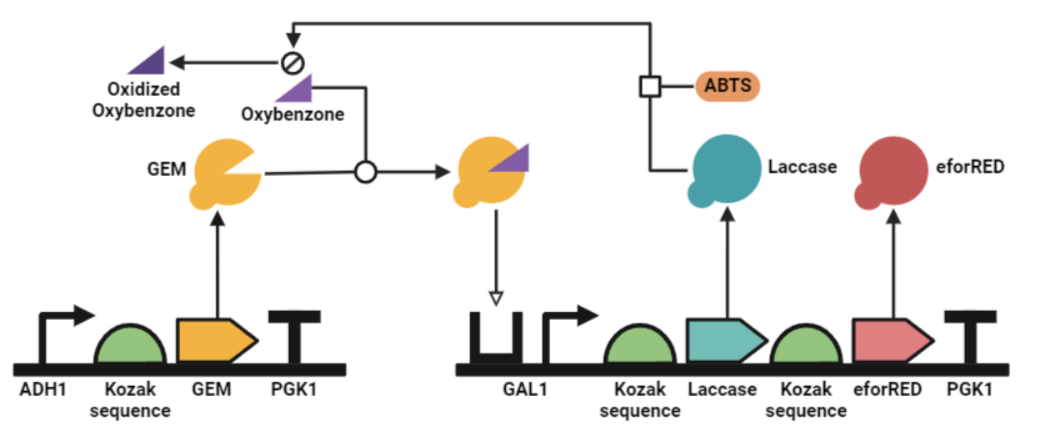 ABTS
Oxidized
Oxybenzone
Oxybenzone
GEM
Laccase
eforRED
ADH1
Kozak
sequence
GEM
PGK1
GAL1
Kozak
sequence
Laccase
Kozak
sequence
eforRED
PGK1